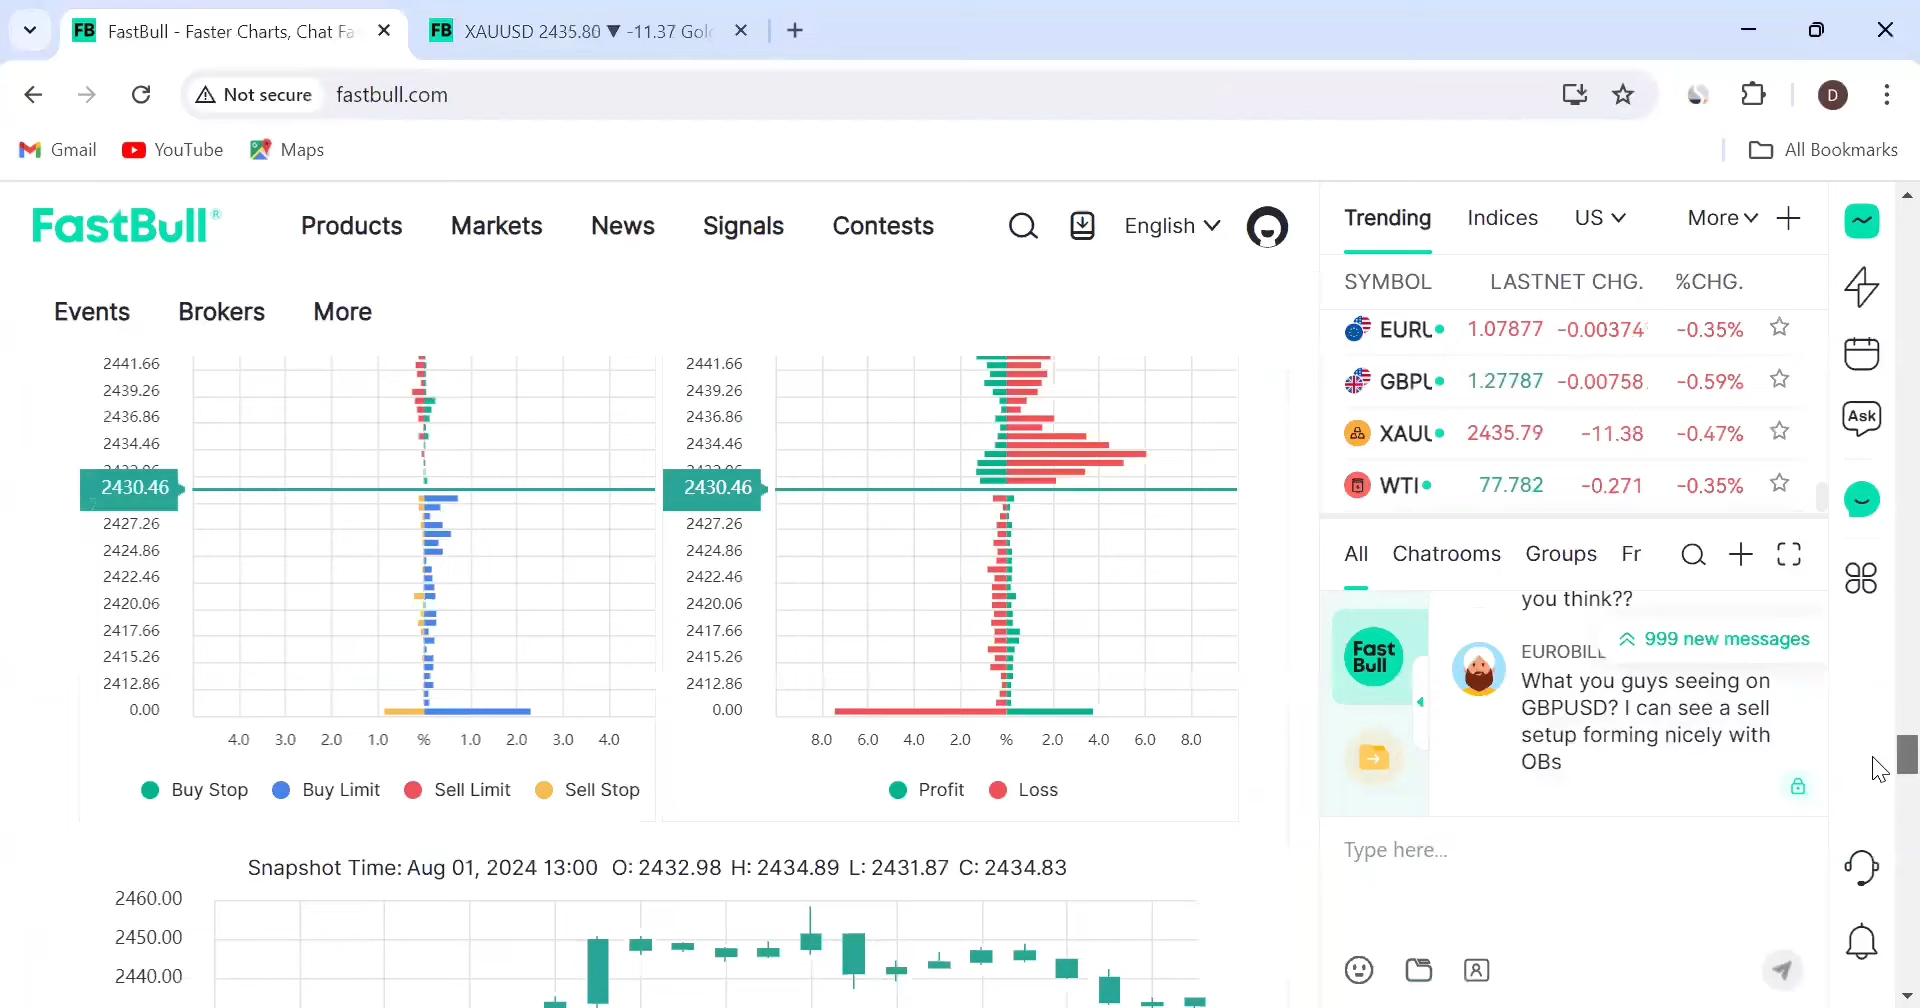 FB FastBull - Faster Charts, Chat Fa
FB XAUUSD 2435.80 ▼ -11.37 Gol
Not secure fastbull.com
D
Gmail YouTube Maps
All Bookmarks
FastBull®
Products Markets News Signals Contests
English
Events Brokers More
2441.66
2439.26
2436.86
2434.46
2430.46
2427.26
2424.86
2422.46
2420.06
2417.66
2415.26
2412.86
0.00
4.0 3.0 2.0 1.0 % 1.0 2.0 3.0 4.0
Buy Stop Buy Limit Sell Limit Sell Stop
2441.66
2439.26
2436.86
2434.46
2430.46
2427.26
2424.86
2422.46
2420.06
2417.66
2415.26
2412.86
0.00
8.0 6.0 4.0 2.0 % 2.0 4.0 6.0 8.0
Profit Loss
Snapshot Time: Aug 01, 2024 13:00 O: 2432.98 H: 2434.89 L: 2431.87 C: 2434.83
2460.00
2450.00
2440.00
Trending Indices US More
SYMBOL LASTNET CHG. %CHG.
EURU 1.07877 -0.00374 -0.35%
GBPU 1.27787 -0.00758 -0.59%
XAUU 2435.79 -11.38 -0.47%
WTI 77.782 -0.271 -0.35%
All Chatrooms Groups Fr
you think??
999 new messages
Fast
Bull
EUROBILL
What you guys seeing on
GBPUSD? I can see a sell
setup forming nicely with
OBs
Type here...
Ask